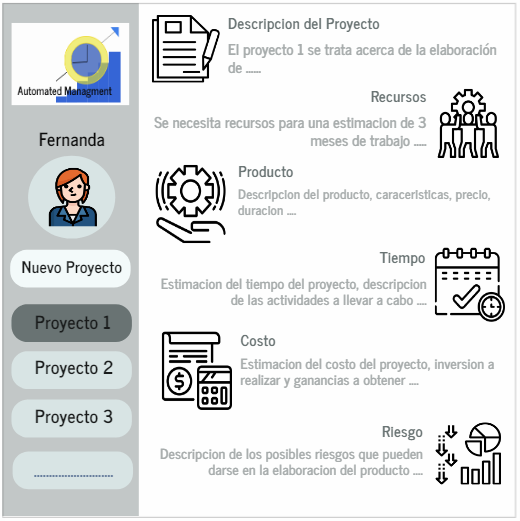 Automated Managment
Fernanda
Nuevo Proyecto
Proyecto 1
Proyecto 2
Proyecto 3
..........................
Descripcion del Proyecto
El proyecto 1 se trata acerca de la elaboración
de ......
Recursos
Se necesita recursos para una estimacion de 3
meses de trabajo .....
Producto
Descripcion del producto, caracerlsticas, precio,
duracion ....
Tiempo
Estimacion del tiempo del proyecto, descripcion
de las actividades a llevar a cabo ....
Costo
Estimacion del costo del proyecto, inversion a
realizar y ganancias a obtener ....
Riesgo
Descripcion de los posibles riesgos que pueden
darse en la elaboracion del producto ....